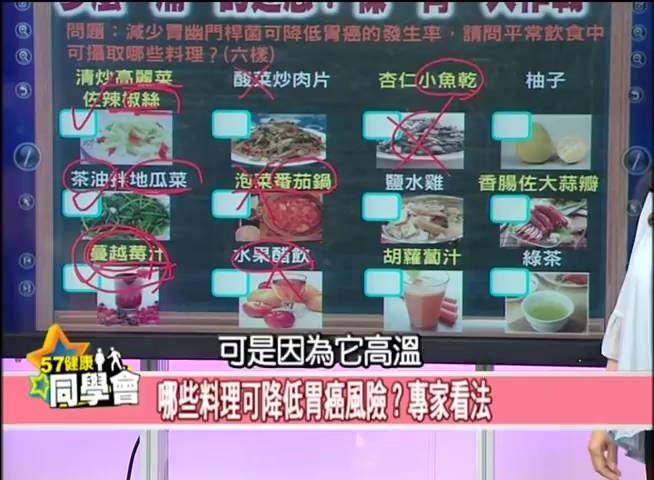 問題：減少胃幽門桿菌可降低胃癌的發生率，請問平常飲食中
可攝取哪些料理？(六樣)
清炒高麗菜
佐辣椒絲
酸菜炒肉片
杏仁小魚乾
柚子
茶油拌地瓜菜
泡菜番茄鍋
鹽水雞
香腸佐大蒜瓣
蔓越莓汁
水果醋飲
胡蘿蔔汁
綠茶
可是因為它高溫
57健康
同學會
哪些料理可降低胃癌風險？專家看法